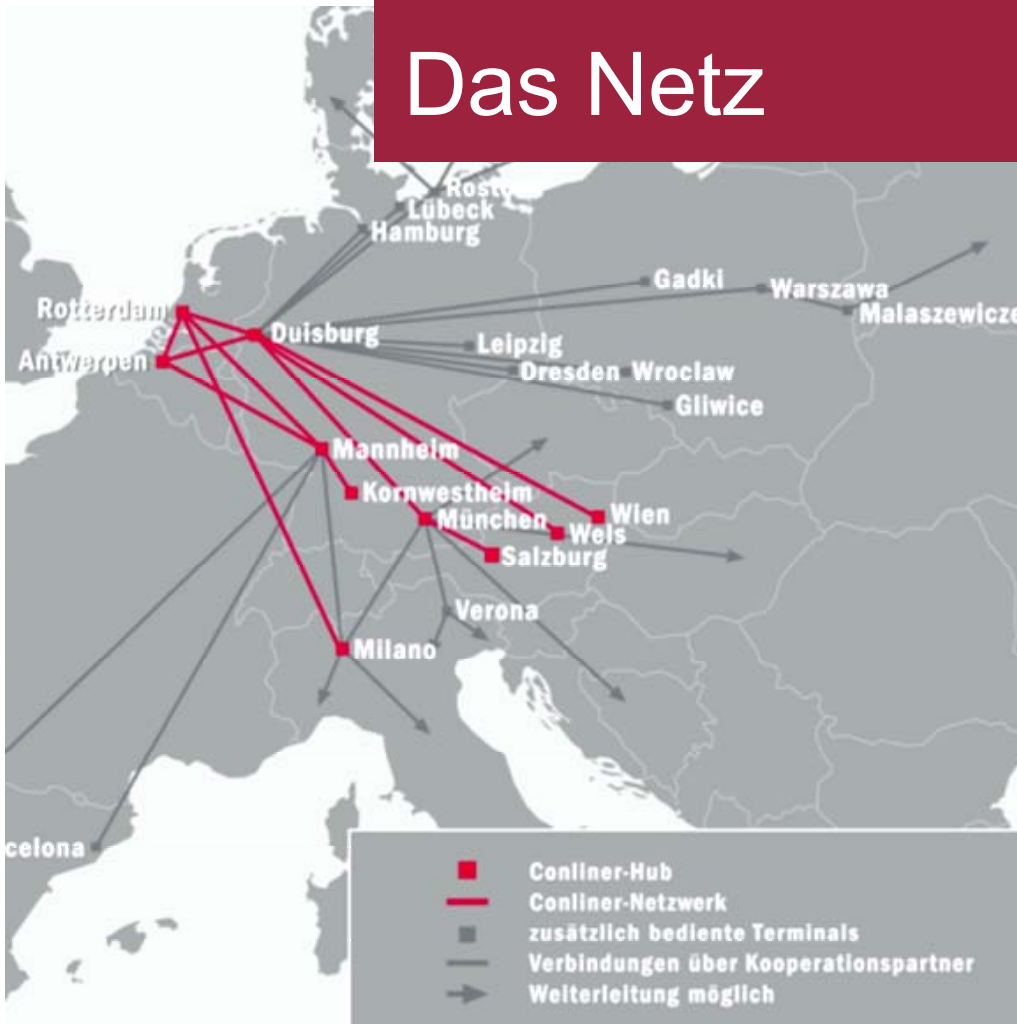 Das Netz
Rosto
Lübeck
Hamburg
Gadki
Warszawa
Rotterdam
Malaszewicze
Duisburg
Leipzig
Antwerpen
Dresden
Wroclaw
Gliwice
Mannheim
Kornwestheim
München
Wien
Wels
Salzburg
Verona
Milano
celona
Conliner-Hub
Conliner-Netzwerk
zusätzlich bediente Terminals
Verbindungen über Kooperationspartner
Weiterleitung möglich